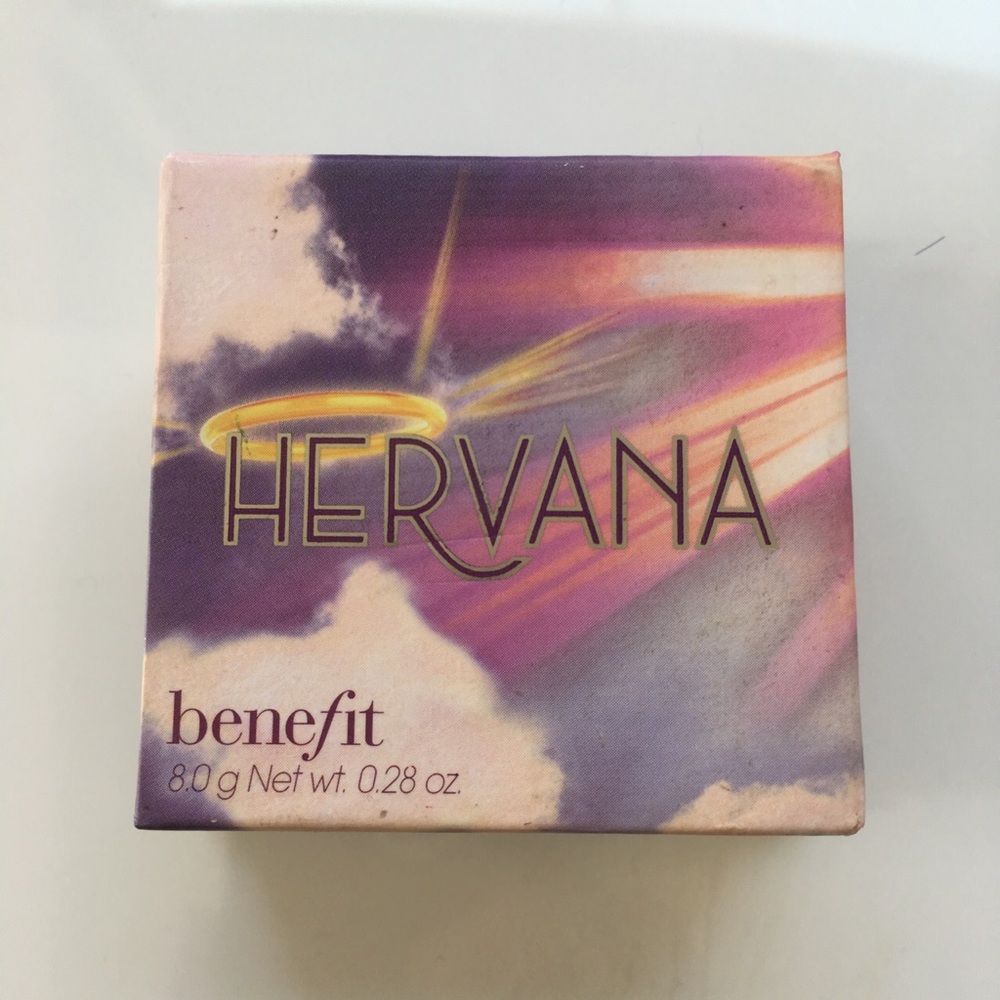 HERVANA
benefit
8.0 g Net wt. 0.28 oz.